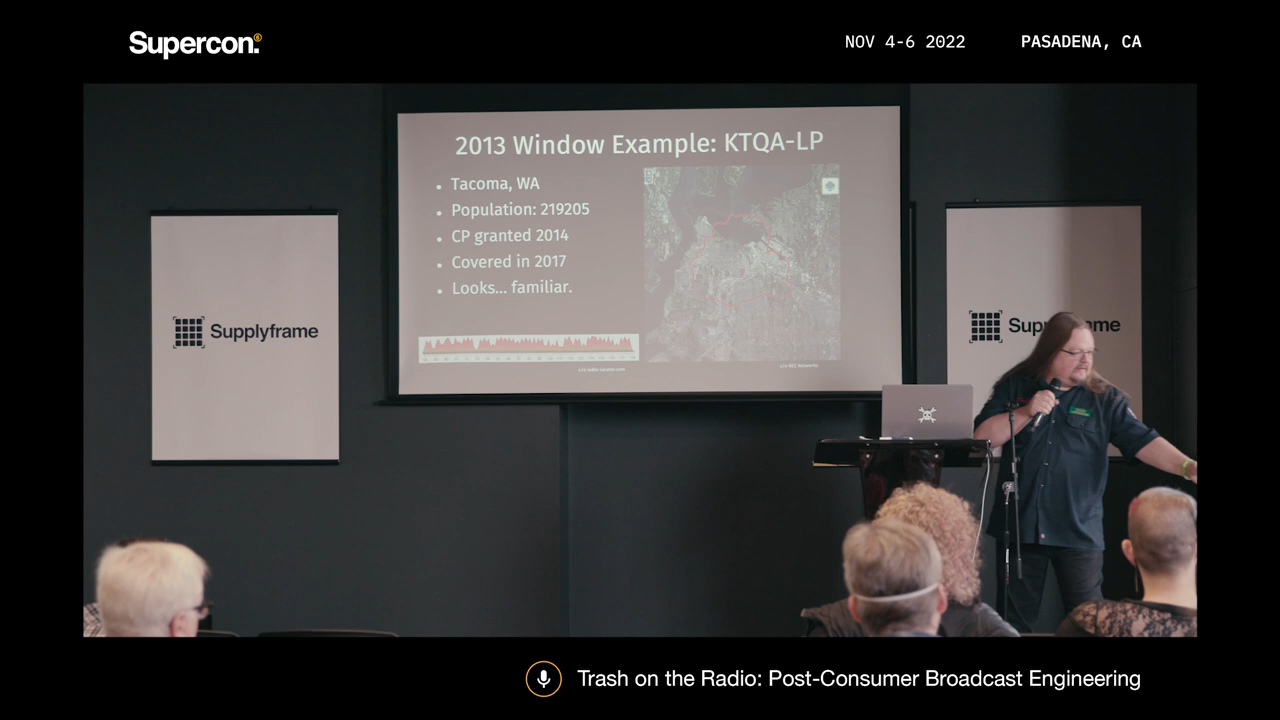 Supercon.
NOV 4-6 2022
PASADENA, CA
2013 Window Example: KTQA-LP
Tacoma, WA
Population: 219205
CP granted 2014
Covered in 2017
Looks... familiar.
Supplyframe
Trash on the Radio: Post-Consumer Broadcast Engineering